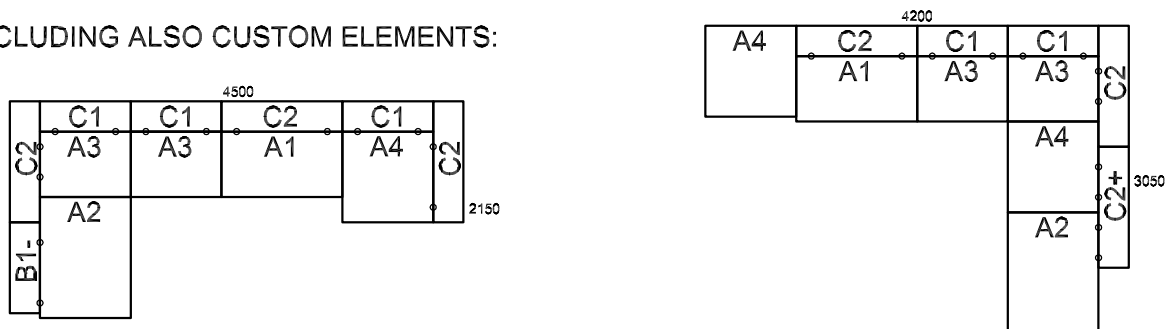 CLUDING ALSO CUSTOM ELEMENTS:
4500
C1 C1 C2 C1
A3 A3 A1 A4
C2
C2
A2
2150
B1-
4200
A4 C2 C1 C1
A1 A3 A3
C2
A4
C2+
3050
A2